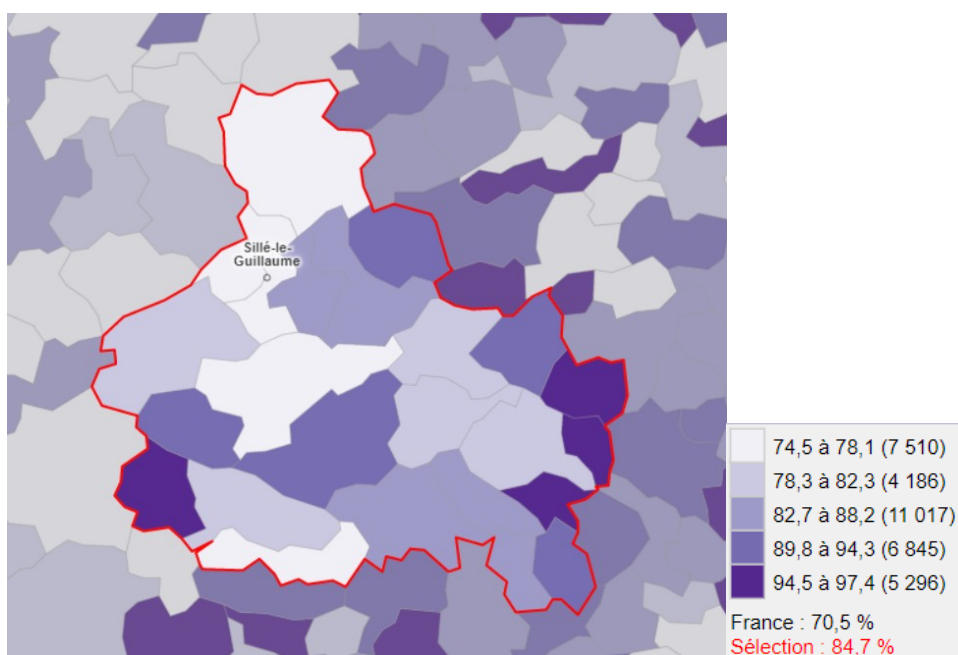 Sillé-le-
Guillaume
74,5 à 78,1 (7 510)
78,3 à 82,3 (4 186)
82,7 à 88,2 (11 017)
89,8 à 94,3 (6 845)
94,5 à 97,4 (5 296)
France : 70,5 %
Sélection : 84,7 %